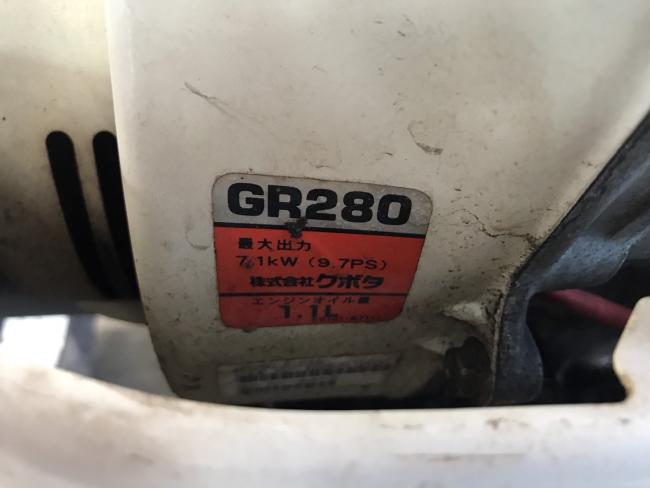 GR280
最大出力
7.1kW (9.7PS)
株式会社クボタ
エンジンオイル量
1.1L